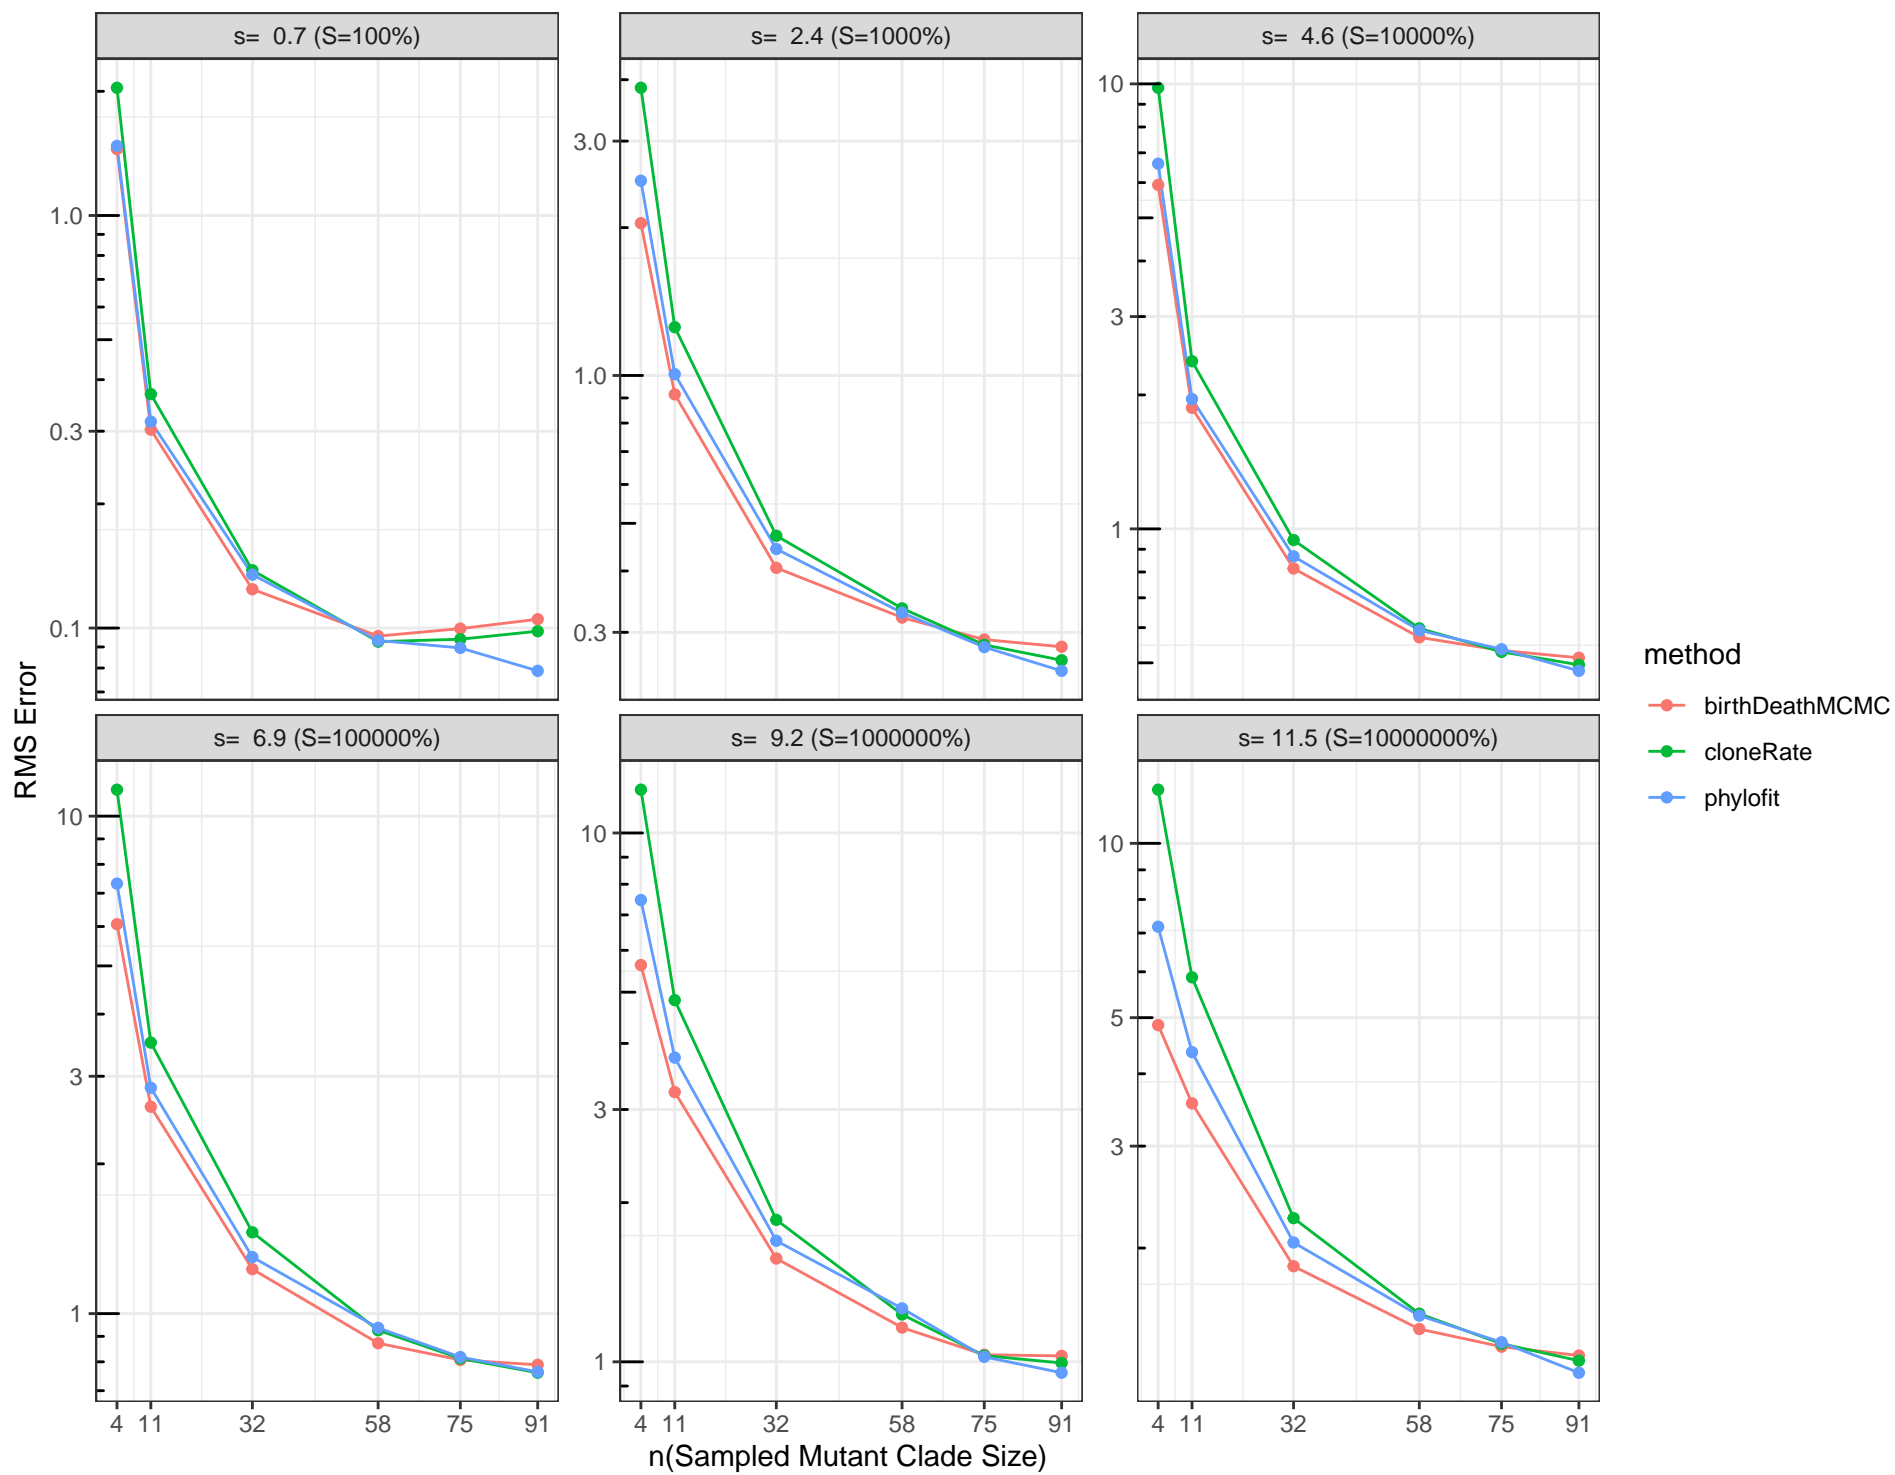 s=  0.7 (S=100%)
s=  2.4 (S=1000%)
s=  4.6 (S=10000%)
1.0
0.3
0.1
3.0
1.0
0.3
10
3
1
s=  6.9 (S=100000%)
s=  9.2 (S=1000000%)
s= 11.5 (S=10000000%)
10
3
1
10
3
1
10
5
3
4 11 32 58 75 91
4 11 32 58 75 91
4 11 32 58 75 91
n(Sampled Mutant Clade Size)
RMS Error
method
birthDeathMCMC
cloneRate
phylofit